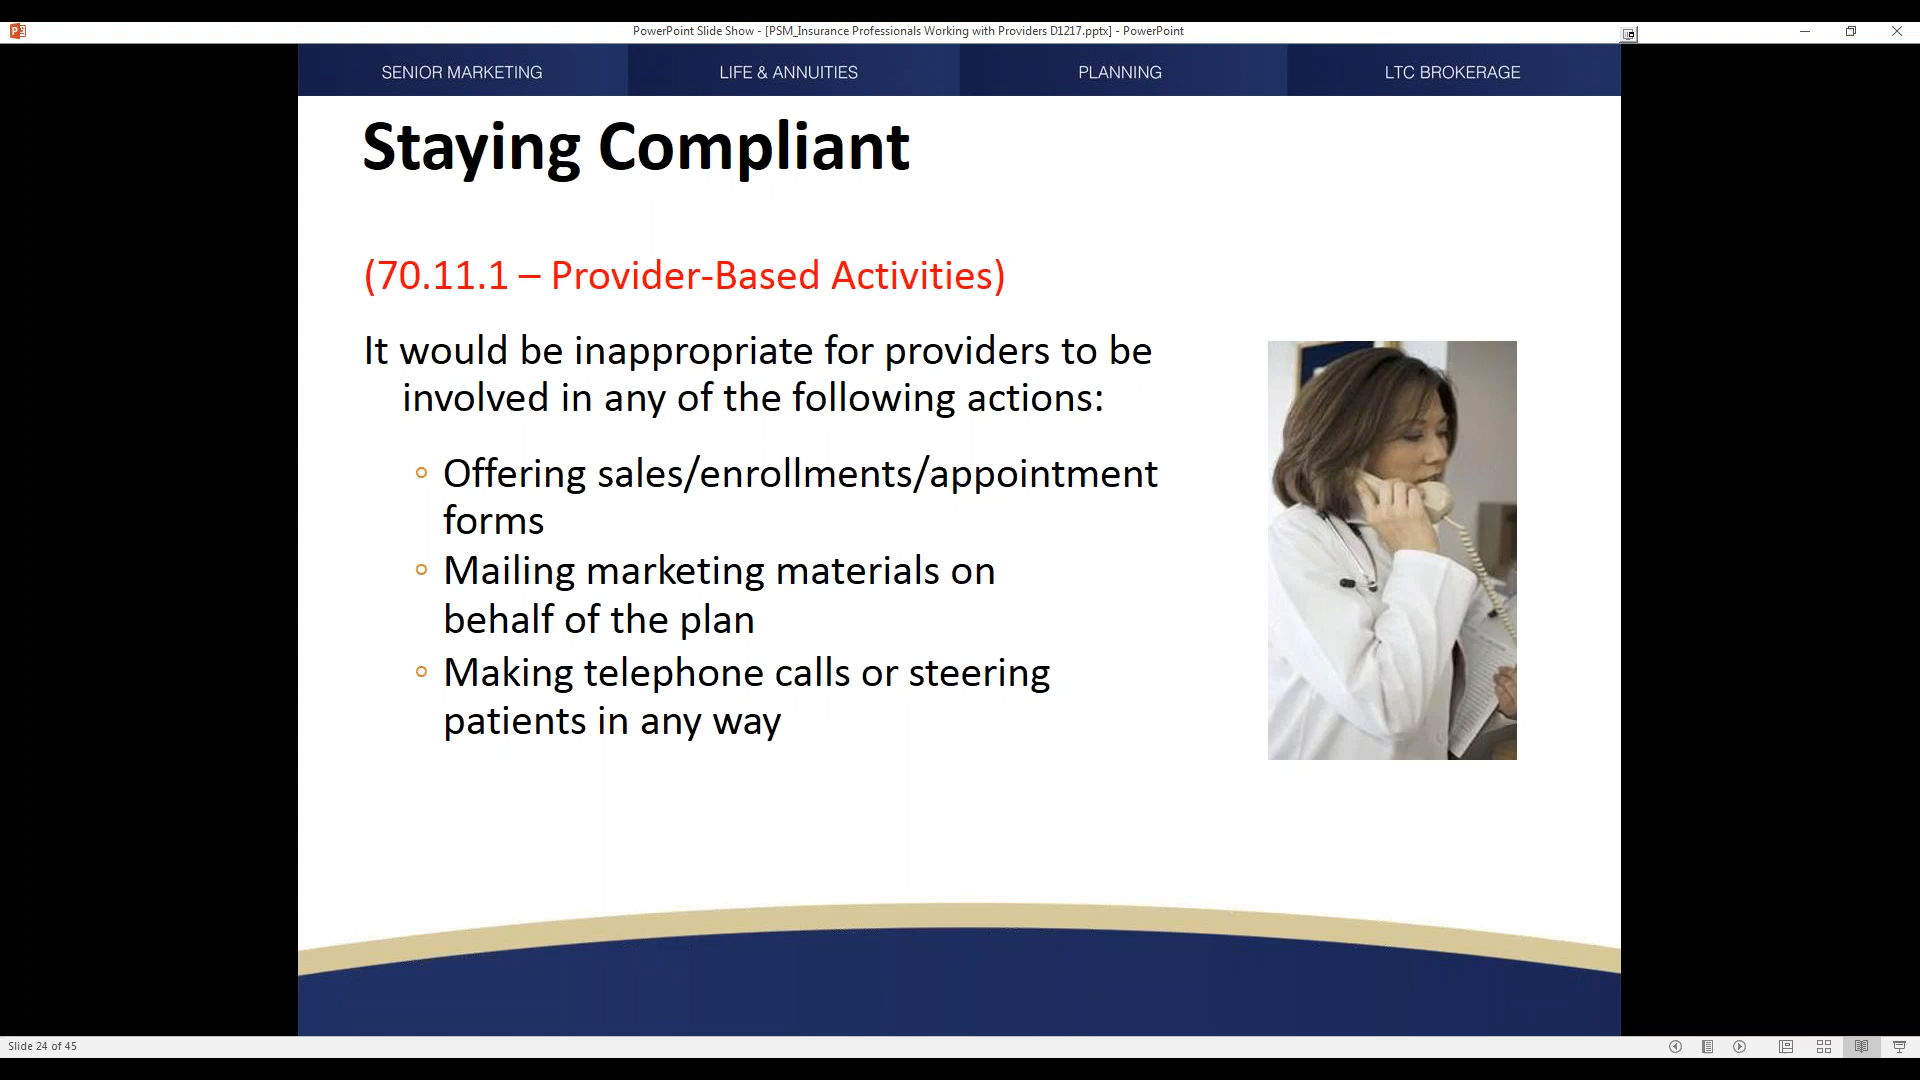 PowerPoint Slide Show - [PSM_Insurance Professionals Working with Providers D1217.pptx] - PowerPoint
SENIOR MARKETING
LIFE & ANNUITIES
PLANNING
LTC BROKERAGE
Staying Compliant
(70.11.1 – Provider-Based Activities)
It would be inappropriate for providers to be
involved in any of the following actions:
Offering sales/enrollments/appointment
forms
Mailing marketing materials on
behalf of the plan
Making telephone calls or steering
patients in any way
Slide 24 of 45